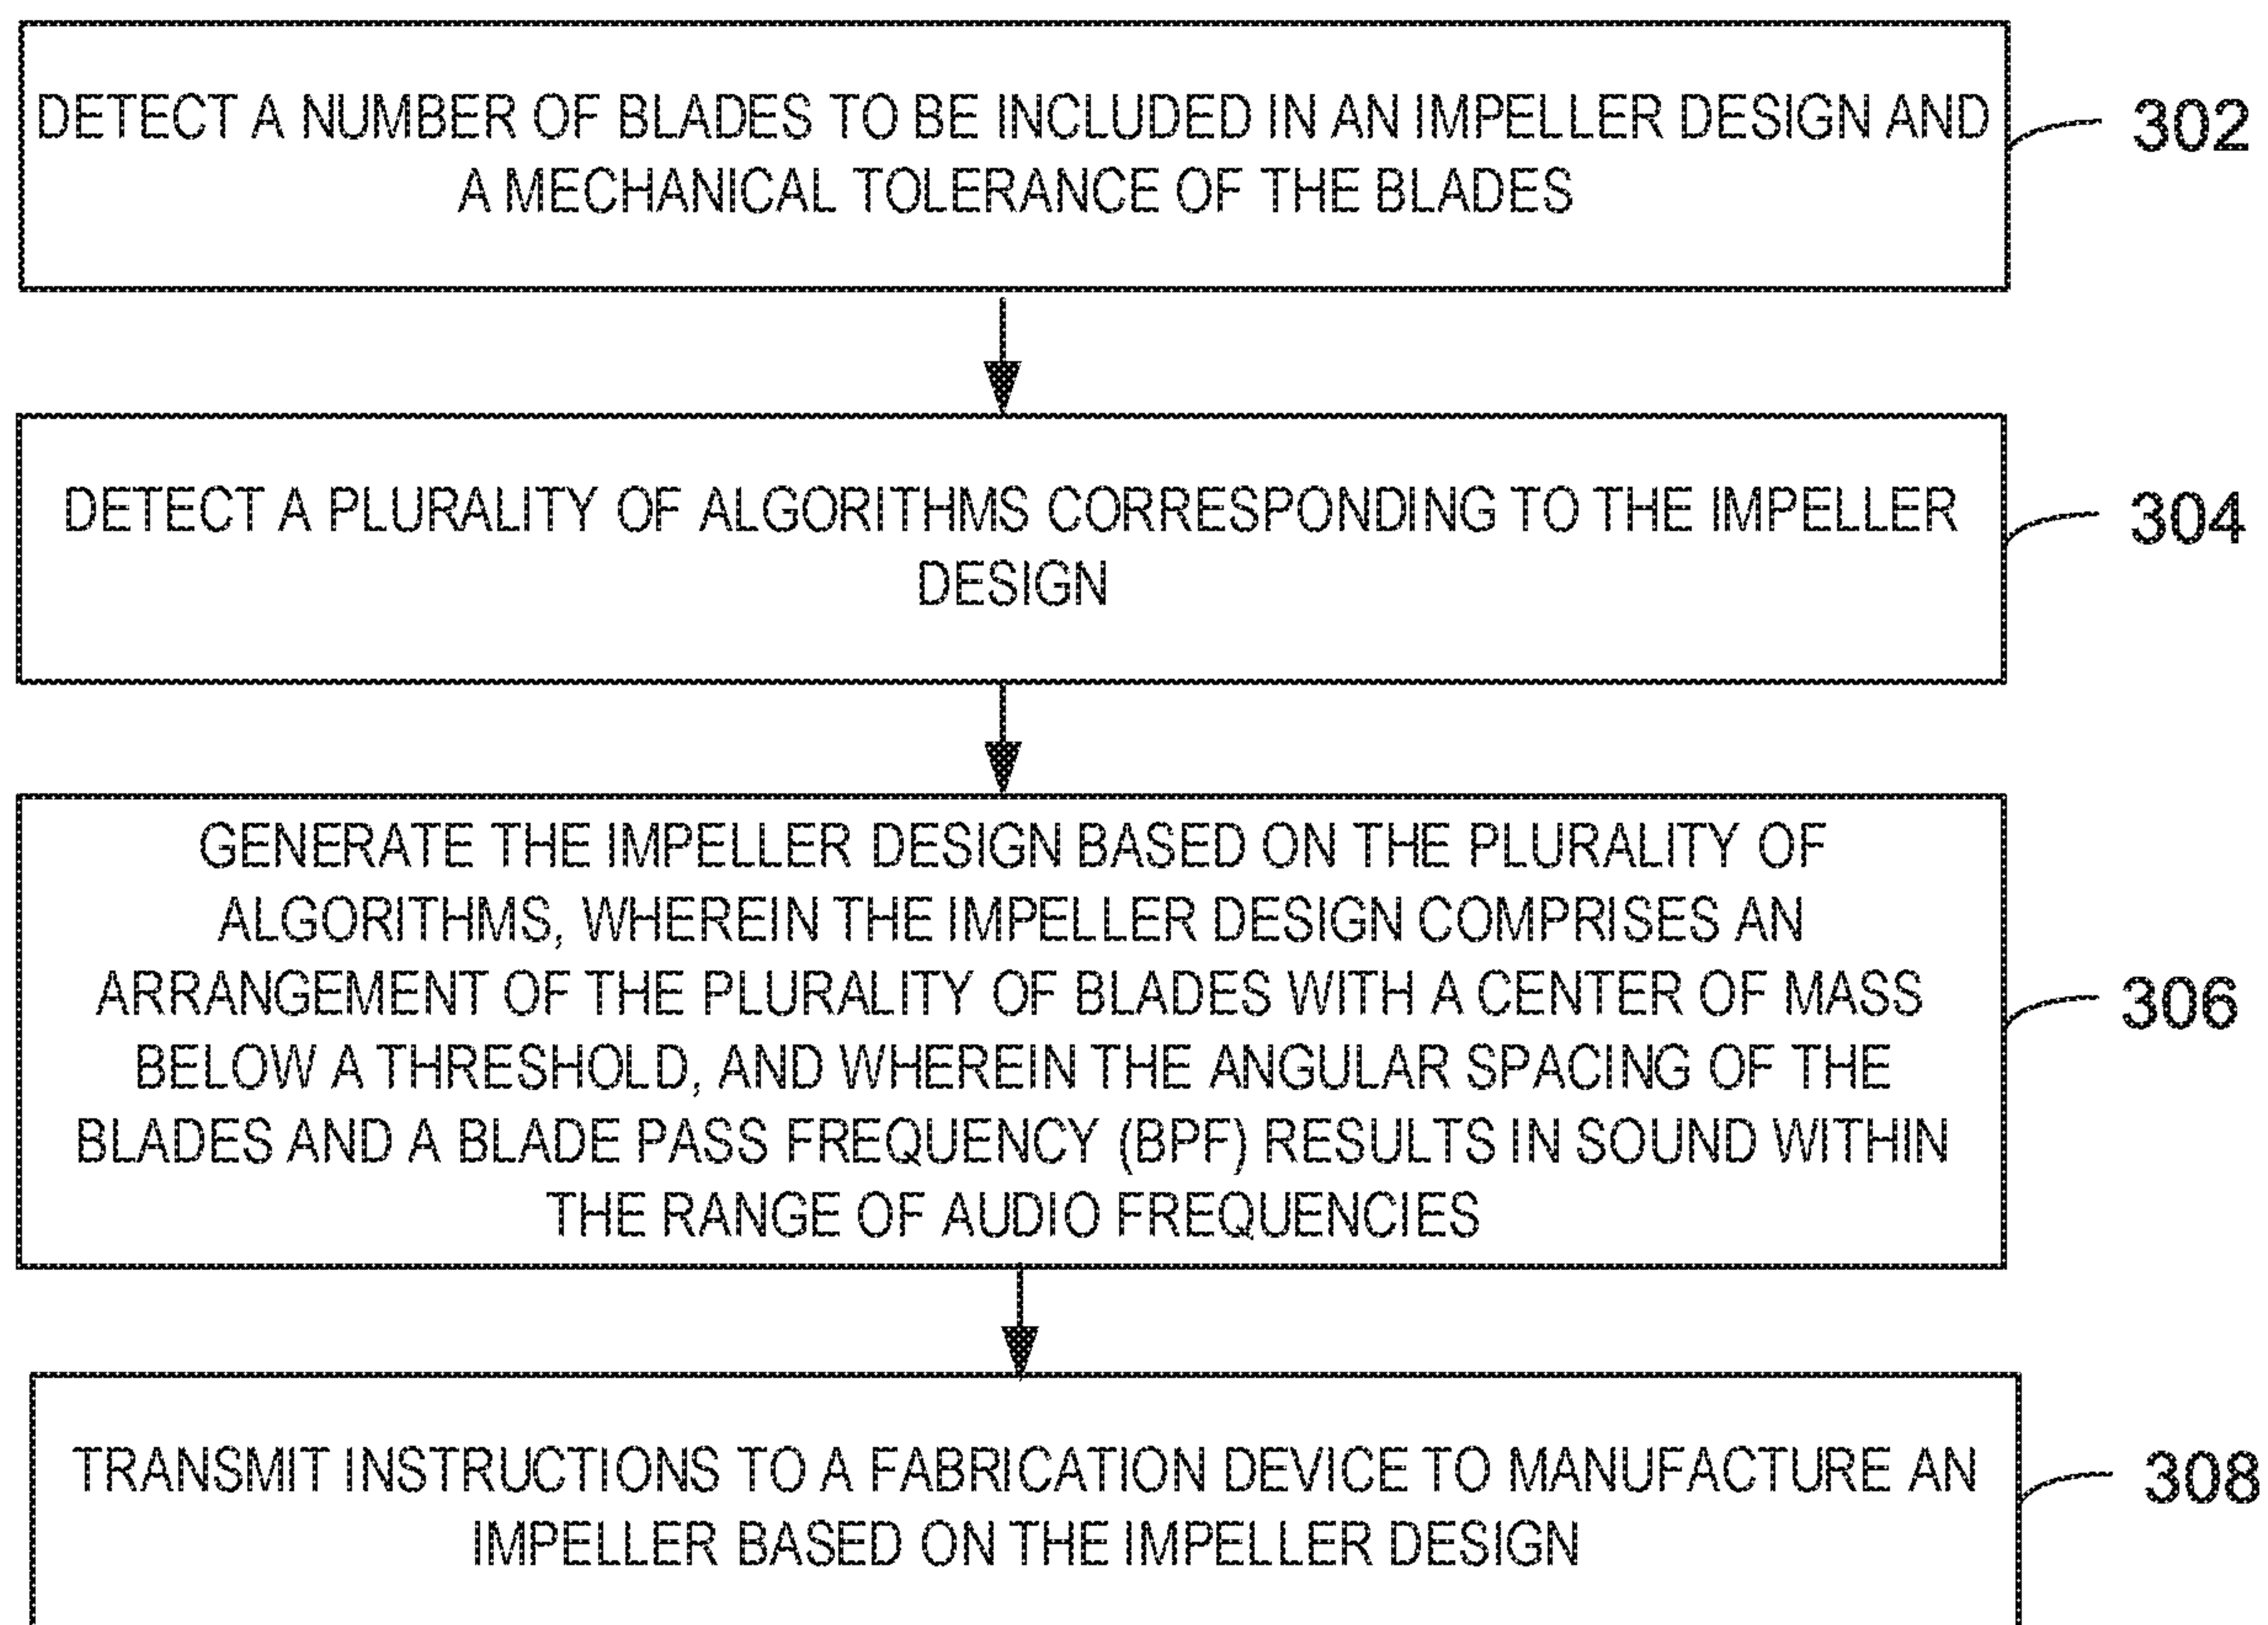 DETECT A NUMBER OF BLADES TO BE INCLUDED IN AN IMPELLER DESIGN AND
A MECHANICAL TOLERANCE OF THE BLADES
302
DETECT A PLURALITY OF ALGORITHMS CORRESPONDING TO THE IMPELLER
DESIGN
304
GENERATE THE IMPELLER DESIGN BASED ON THE PLURALITY OF
ALGORITHMS, WHEREIN THE IMPELLER DESIGN COMPRISES AN
ARRANGEMENT OF THE PLURALITY OF BLADES WITH A CENTER OF MASS
BELOW A THRESHOLD, AND WHEREIN THE ANGULAR SPACING OF THE
BLADES AND A BLADE PASS FREQUENCY (BPF) RESULTS IN SOUND WITHIN
THE RANGE OF AUDIO FREQUENCIES
306
TRANSMIT INSTRUCTIONS TO A FABRICATION DEVICE TO MANUFACTURE AN
IMPELLER BASED ON THE IMPELLER DESIGN
308